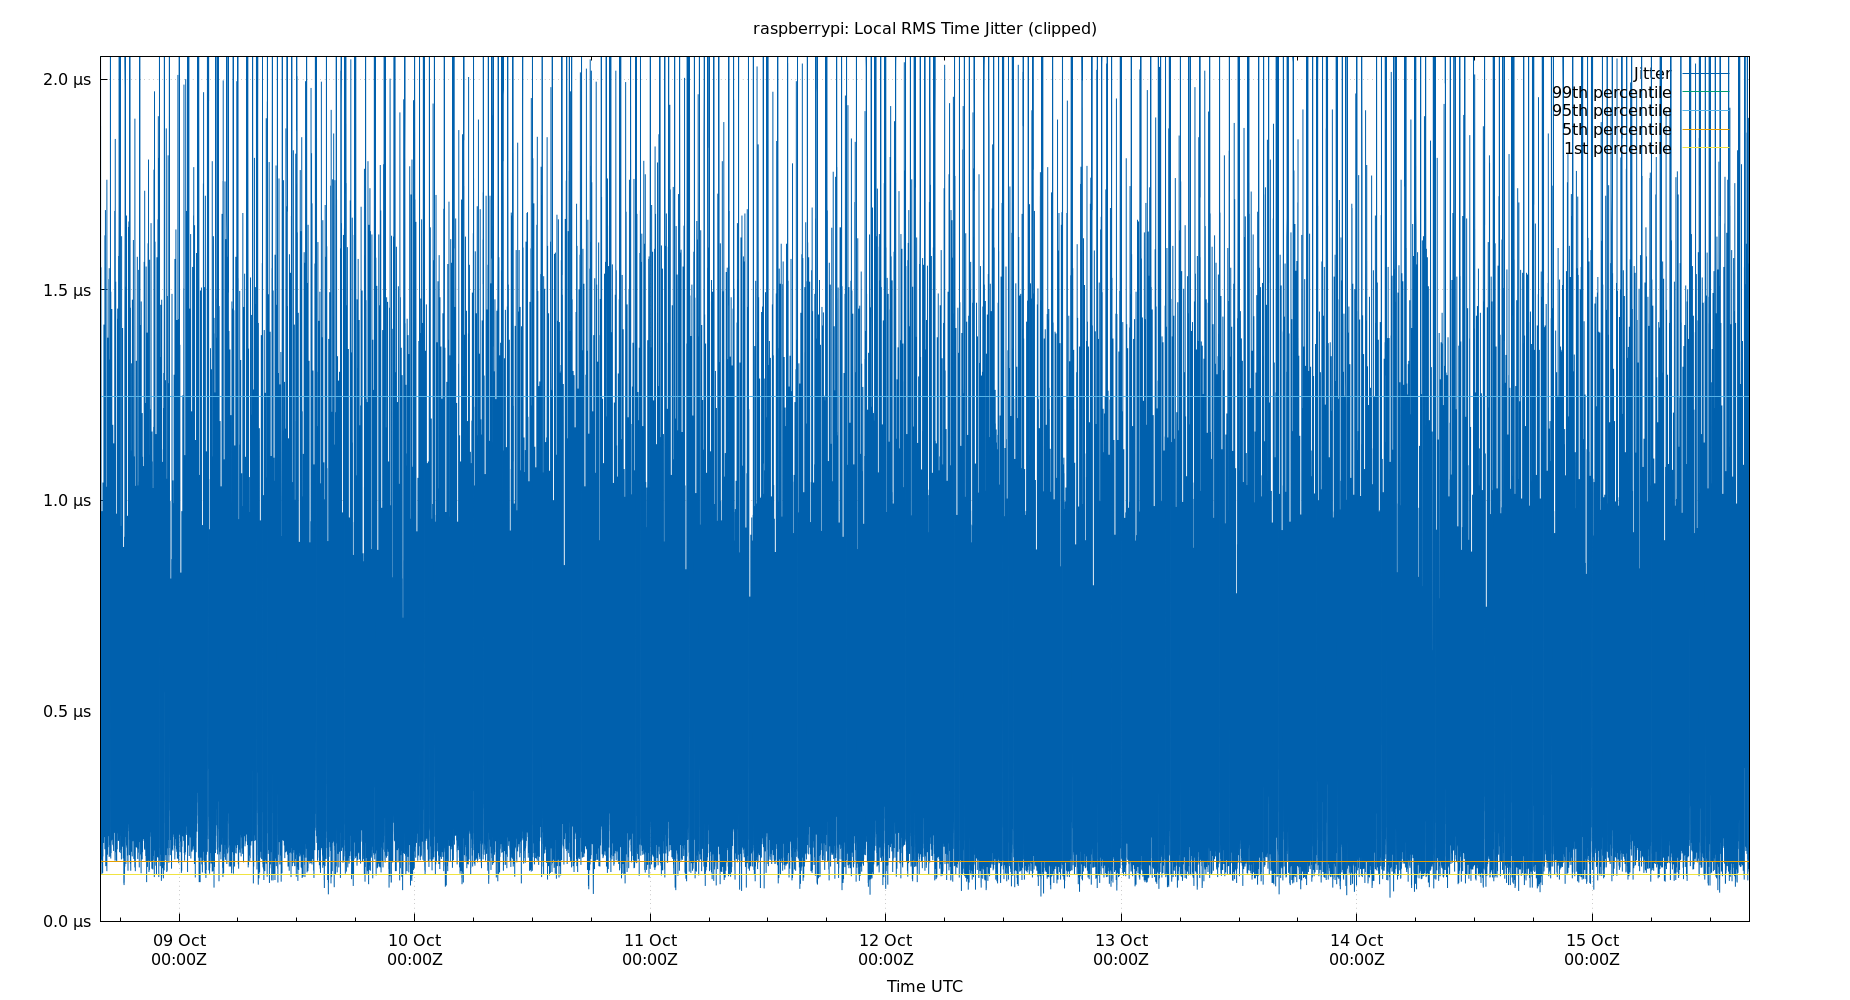 raspberrypi: Local RMS Time Jitter (clipped)
2.0 µs
1.5 µs
1.0 µs
0.5 µs
0.0 µs
Jitter
99th percentile
95th percentile
5th percentile
1st percentile
09 Oct 10 Oct 11 Oct 12 Oct 13 Oct 14 Oct 15 Oct
00:00Z 00:00Z 00:00Z 00:00Z 00:00Z 00:00Z 00:00Z
Time UTC